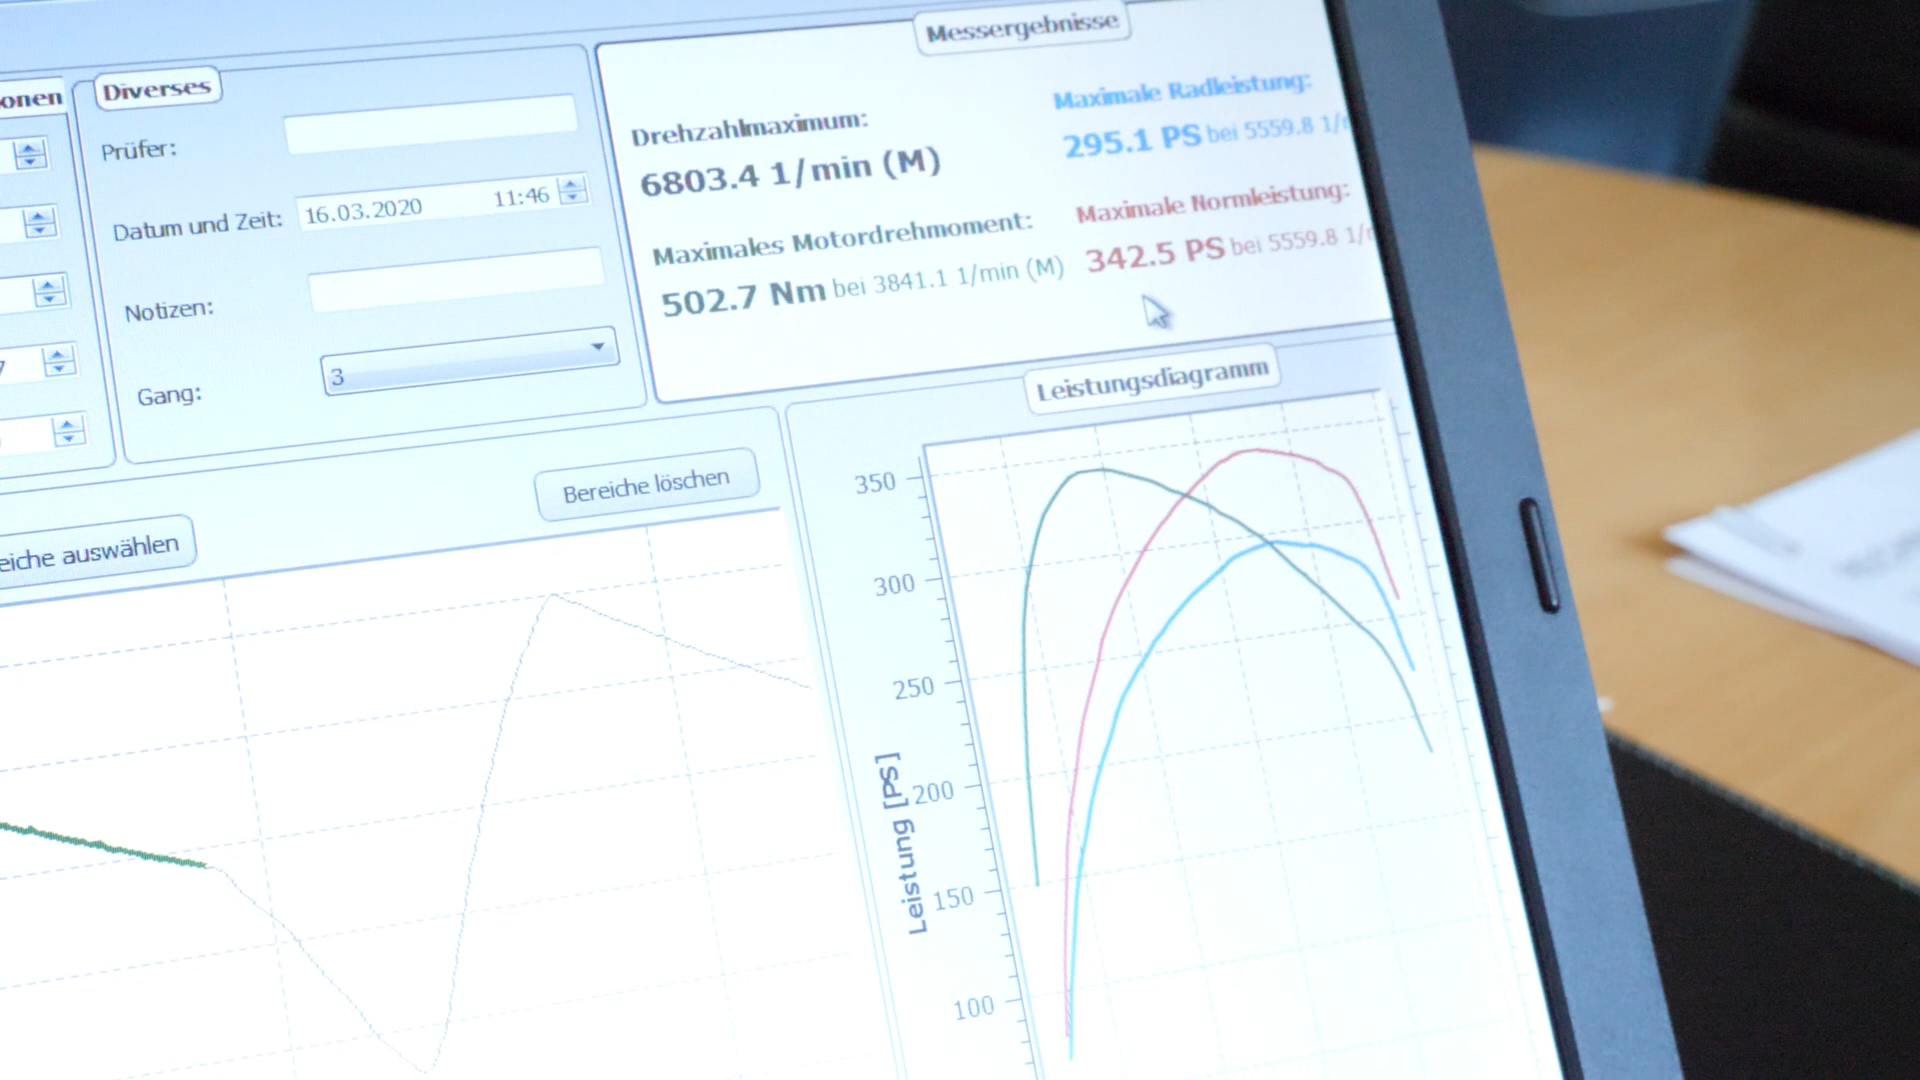 onen
Diverses
Prüfer:
Datum und Zeit: 16.03.2020 11:46
Notizen:
Gang: 3
Messergebnisse
Drehzahlmaximum:
6803.4 1/min (M)
Maximales Motordrehmoment:
502.7 Nm bei 3841.1 1/min (M)
Maximale Radleistung:
295.1 PS bei 5559.8 1/
Maximale Normleistung:
342.5 PS bei 5559.8 1/
7
eiche auswählen
Bereiche löschen
Leistungsdiagramm
Leistung [PS]
350
300
250
200
150
100